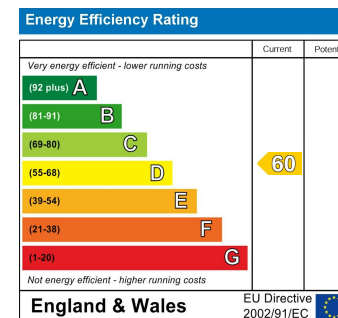 Energy Efficiency Rating
Current Potent
Very energy efficient - lower running costs
(92 plus) A
(81-91) B
(69-80) C
(55-68) D
60
(39-54) E
(21-38) F
(1-20) G
Not energy efficient - higher running costs
England & Wales
EU Directive
2002/91/EC